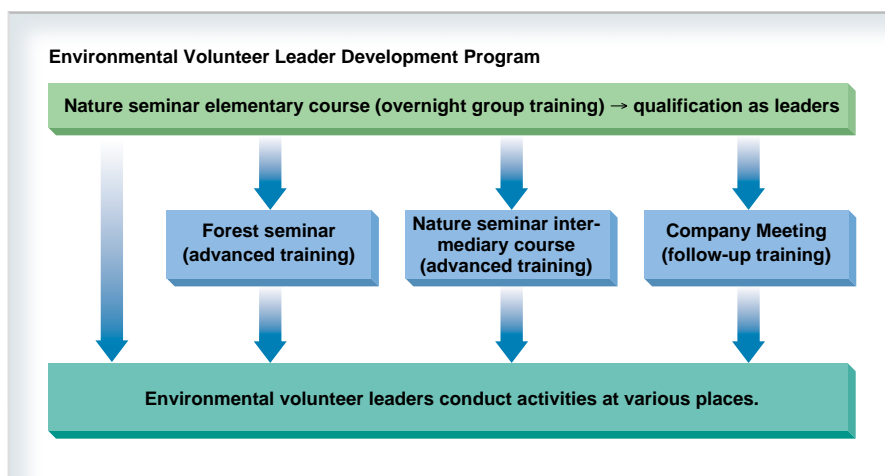 Environmental Volunteer Leader Development Program
Nature seminar elementary course (overnight group training) → qualification as leaders
Forest seminar
(advanced training)
Nature seminar inter-
mediary course
(advanced training)
Company Meeting
(follow-up training)
Environmental volunteer leaders conduct activities at various places.